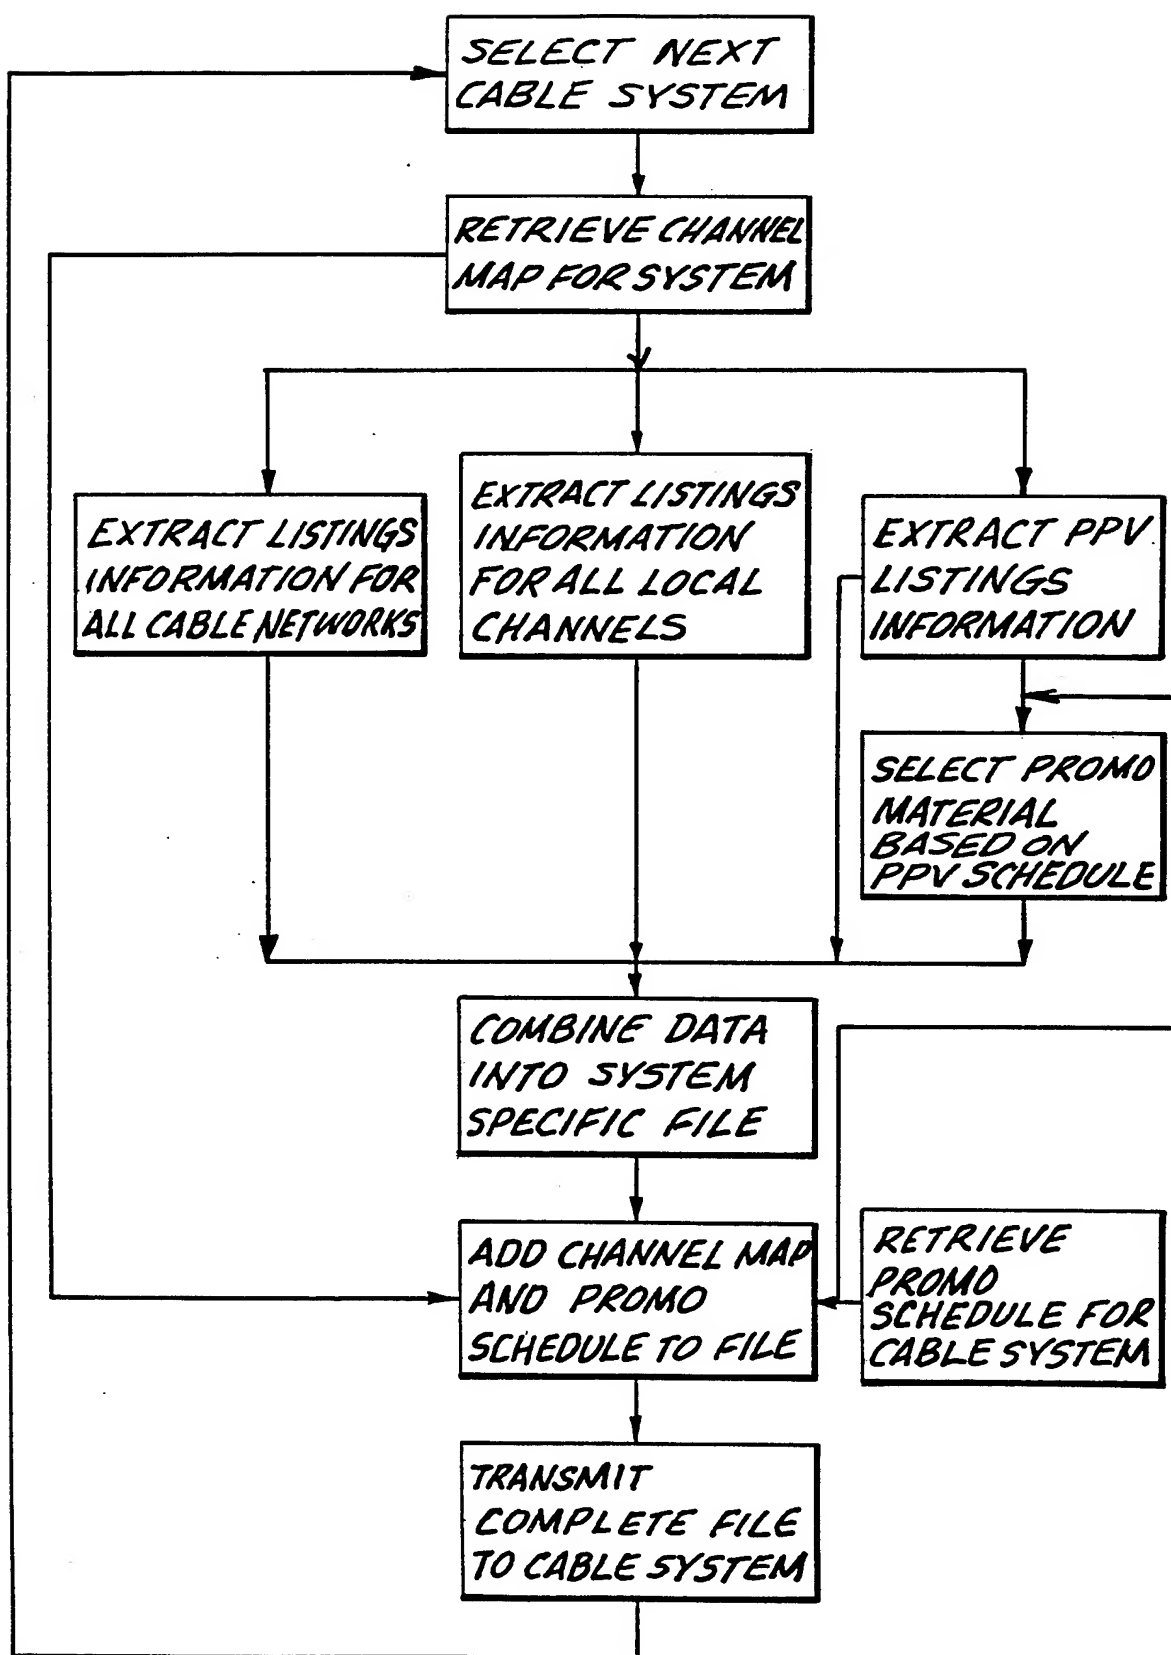 SELECT NEXT
CABLE SYSTEM
RETRIEVE CHANNEL
MAP FOR SYSTEM
EXTRACT LISTINGS
INFORMATION FOR
ALL CABLE NETWORKS
EXTRACT LISTINGS
INFORMATION
FOR ALL LOCAL
CHANNELS
EXTRACT PPV
LISTINGS
INFORMATION
SELECT PROMO
MATERIAL
BASED ON
PPV SCHEDULE
COMBINE DATA
INTO SYSTEM
SPECIFIC FILE
ADD CHANNEL MAP
AND PROMO
SCHEDULE TO FILE
RETRIEVE
PROMO
SCHEDULE FOR
CABLE SYSTEM
TRANSMIT
COMPLETE FILE
TO CABLE SYSTEM